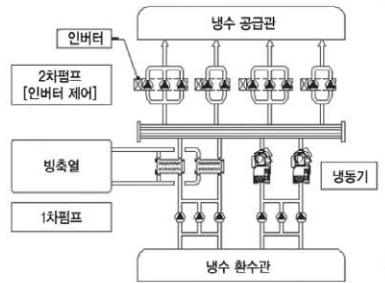 냉수 공급관
인버터
2차펌프
[인버터 제어]
빙축열
냉동기
1차펌프
냉수 환수관